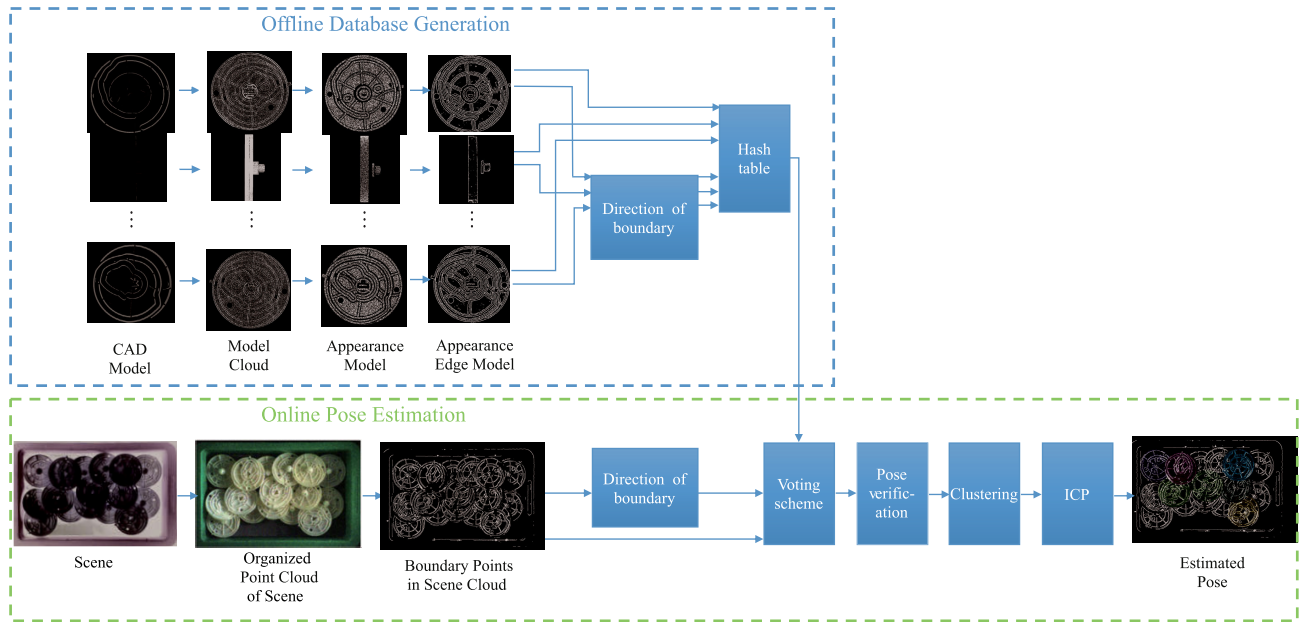 Offline Database Generation
Hash
table
Direction of
boundary
CAD
Model
Model
Cloud
Appearance
Model
Appearance
Edge Model
Online Pose Estimation
Direction of
boundary
Voting
scheme
Pose
verific-
ation
Clustering
ICP
Scene
Organized
Point Cloud
of Scene
Boundary Points
in Scene Cloud
Estimated
Pose